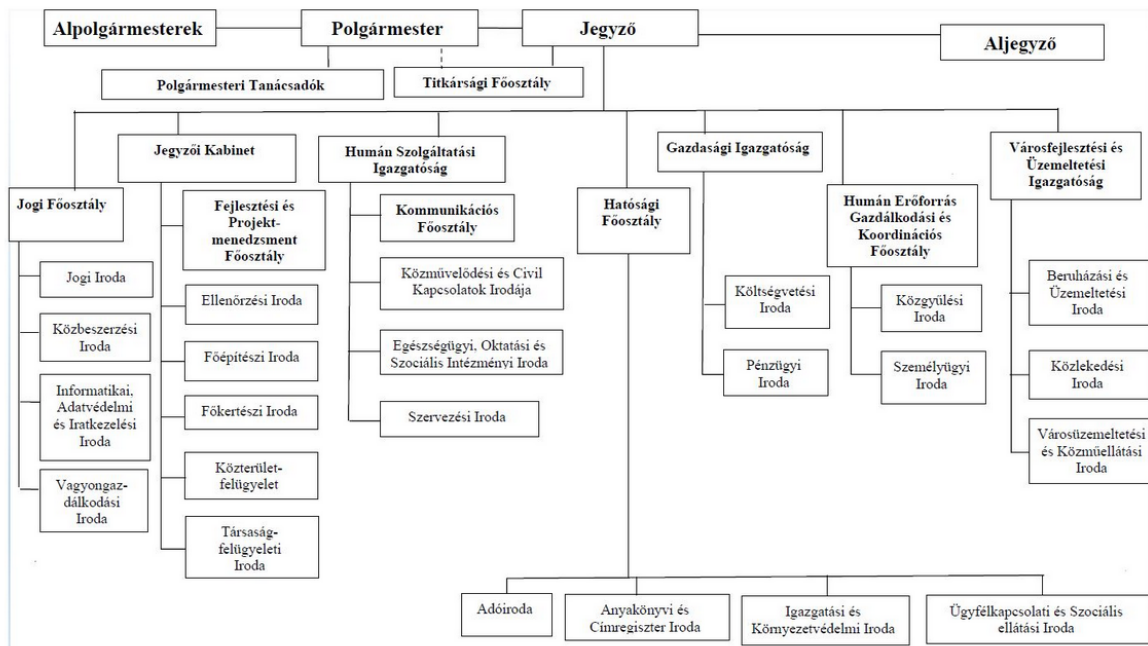 Alpolgármesterek
Polgármester
Jegyző
Aljegyző
Polgármesteri Tanácsadók
Titkársági Főosztály
Jogi Főosztály
Jogi Iroda
Közbeszerzési
Iroda
Informatikai,
Adatvédelmi
és Iratkezelési
Iroda
Vagyongaz-
dálkodási
Iroda
Jegyzői Kabinet
Fejlesztési és
Projekt-
menedzsment
Főosztály
Ellenőrzési Iroda
Főépítészi Iroda
Főkertészi Iroda
Közterület-
felügyelet
Társaság-
felügyeleti
Iroda
Humán Szolgáltatási
Igazgatóság
Kommunikációs
Főosztály
Közművelődési és Civil
Kapcsolatok Irodája
Egészségügyi, Oktatási és
Szociális Intézményi Iroda
Szervezési Iroda
Hatósági
Főosztály
Adóiroda
Anyakönyvi és
Címregiszter Iroda
Igazgatási és
Környezetvédelmi Iroda
Ügyfélkapcsolati és Szociális
ellátási Iroda
Gazdasági Igazgatóság
Költségvetési
Iroda
Pénzügyi
Iroda
Humán Erőforrás
Gazdálkodási és
Koordinációs
Főosztály
Közgyűlési
Iroda
Személyügyi
Iroda
Városfejlesztési és
Üzemeltetési
Igazgatóság
Beruházási és
Üzemeltetési
Iroda
Közlekedési
Iroda
Városüzemeltetési
és Közműellátási
Iroda